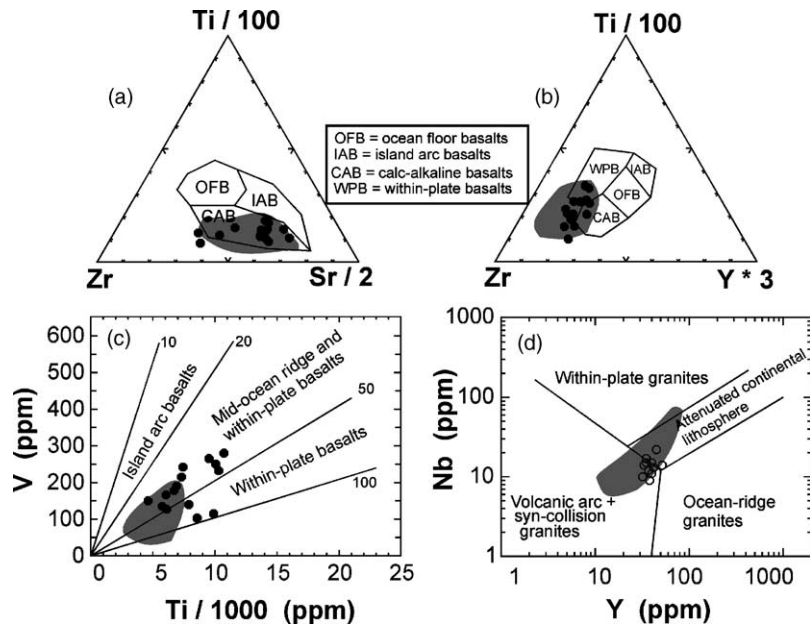 Ti / 100
(a)
OFB
IAB
CAB
Zr
Sr / 2
OFB = ocean floor basalts
IAB = island arc basalts
CAB = calc-alkaline basalts
WPB = within-plate basalts
Ti / 100
(b)
WPB
IAB
OFB
CAB
Zr
Y * 3
(c)
V (ppm)
600
500
400
300
200
100
0
10
20
50
100
Island arc basalts
Mid-ocean ridge and
within-plate basalts
Within-plate basalts
0
5
10
15
20
25
Ti / 1000 (ppm)
(d)
Nb (ppm)
1000
100
10
1
Within-plate granites
Attenuated continental
lithosphere
Volcanic arc +
syn-collision
granites
Ocean-ridge
granites
1
10
100
1000
Y (ppm)